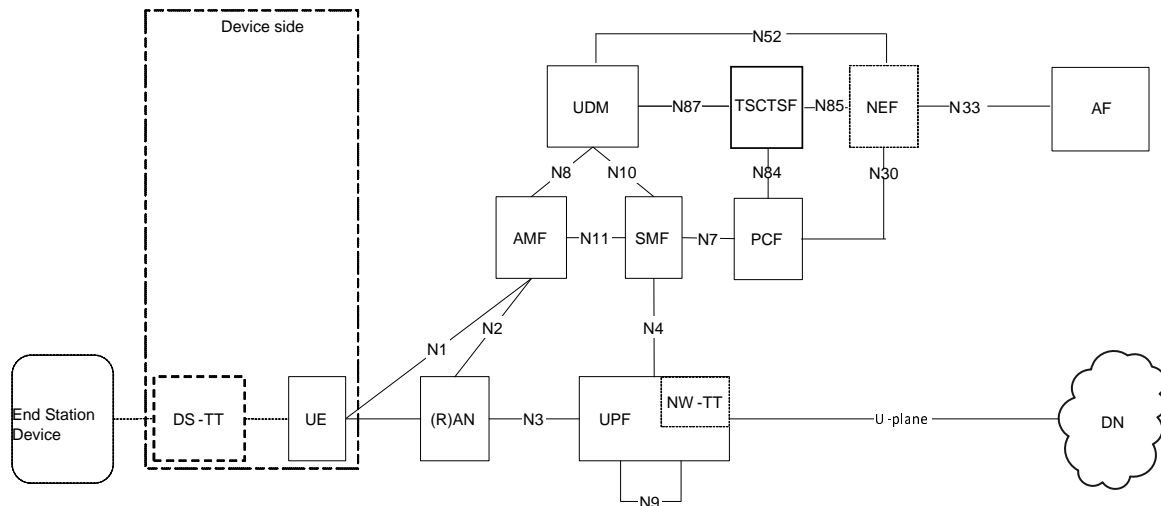 Device side
N52
UDM
N87
TSCTSF
N85
NEF
N33
AF
N8
N10
N84
N30
AMF
N11
SMF
N7
PCF
N1
N2
N4
End Station
Device
DS -TT
UE
(R)AN
N3
UPF
NW -TT
U-plane
DN
N9